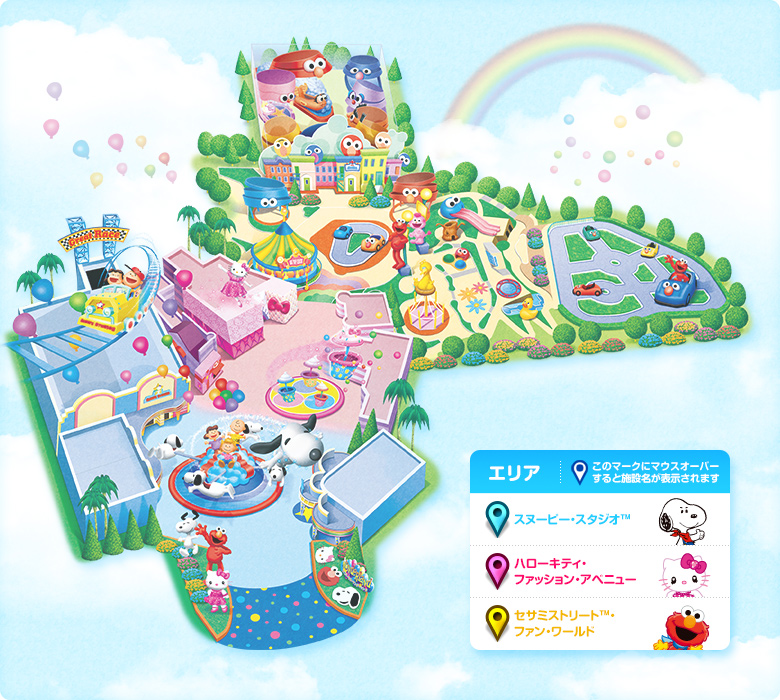 Great Race
エリア
このマークにマウスオーバー
すると施設名が表示されます
スヌーピー・スタジオ™
ハローキティ・
ファッション・アベニュー
セサミストリート™・
ファン・ワールド